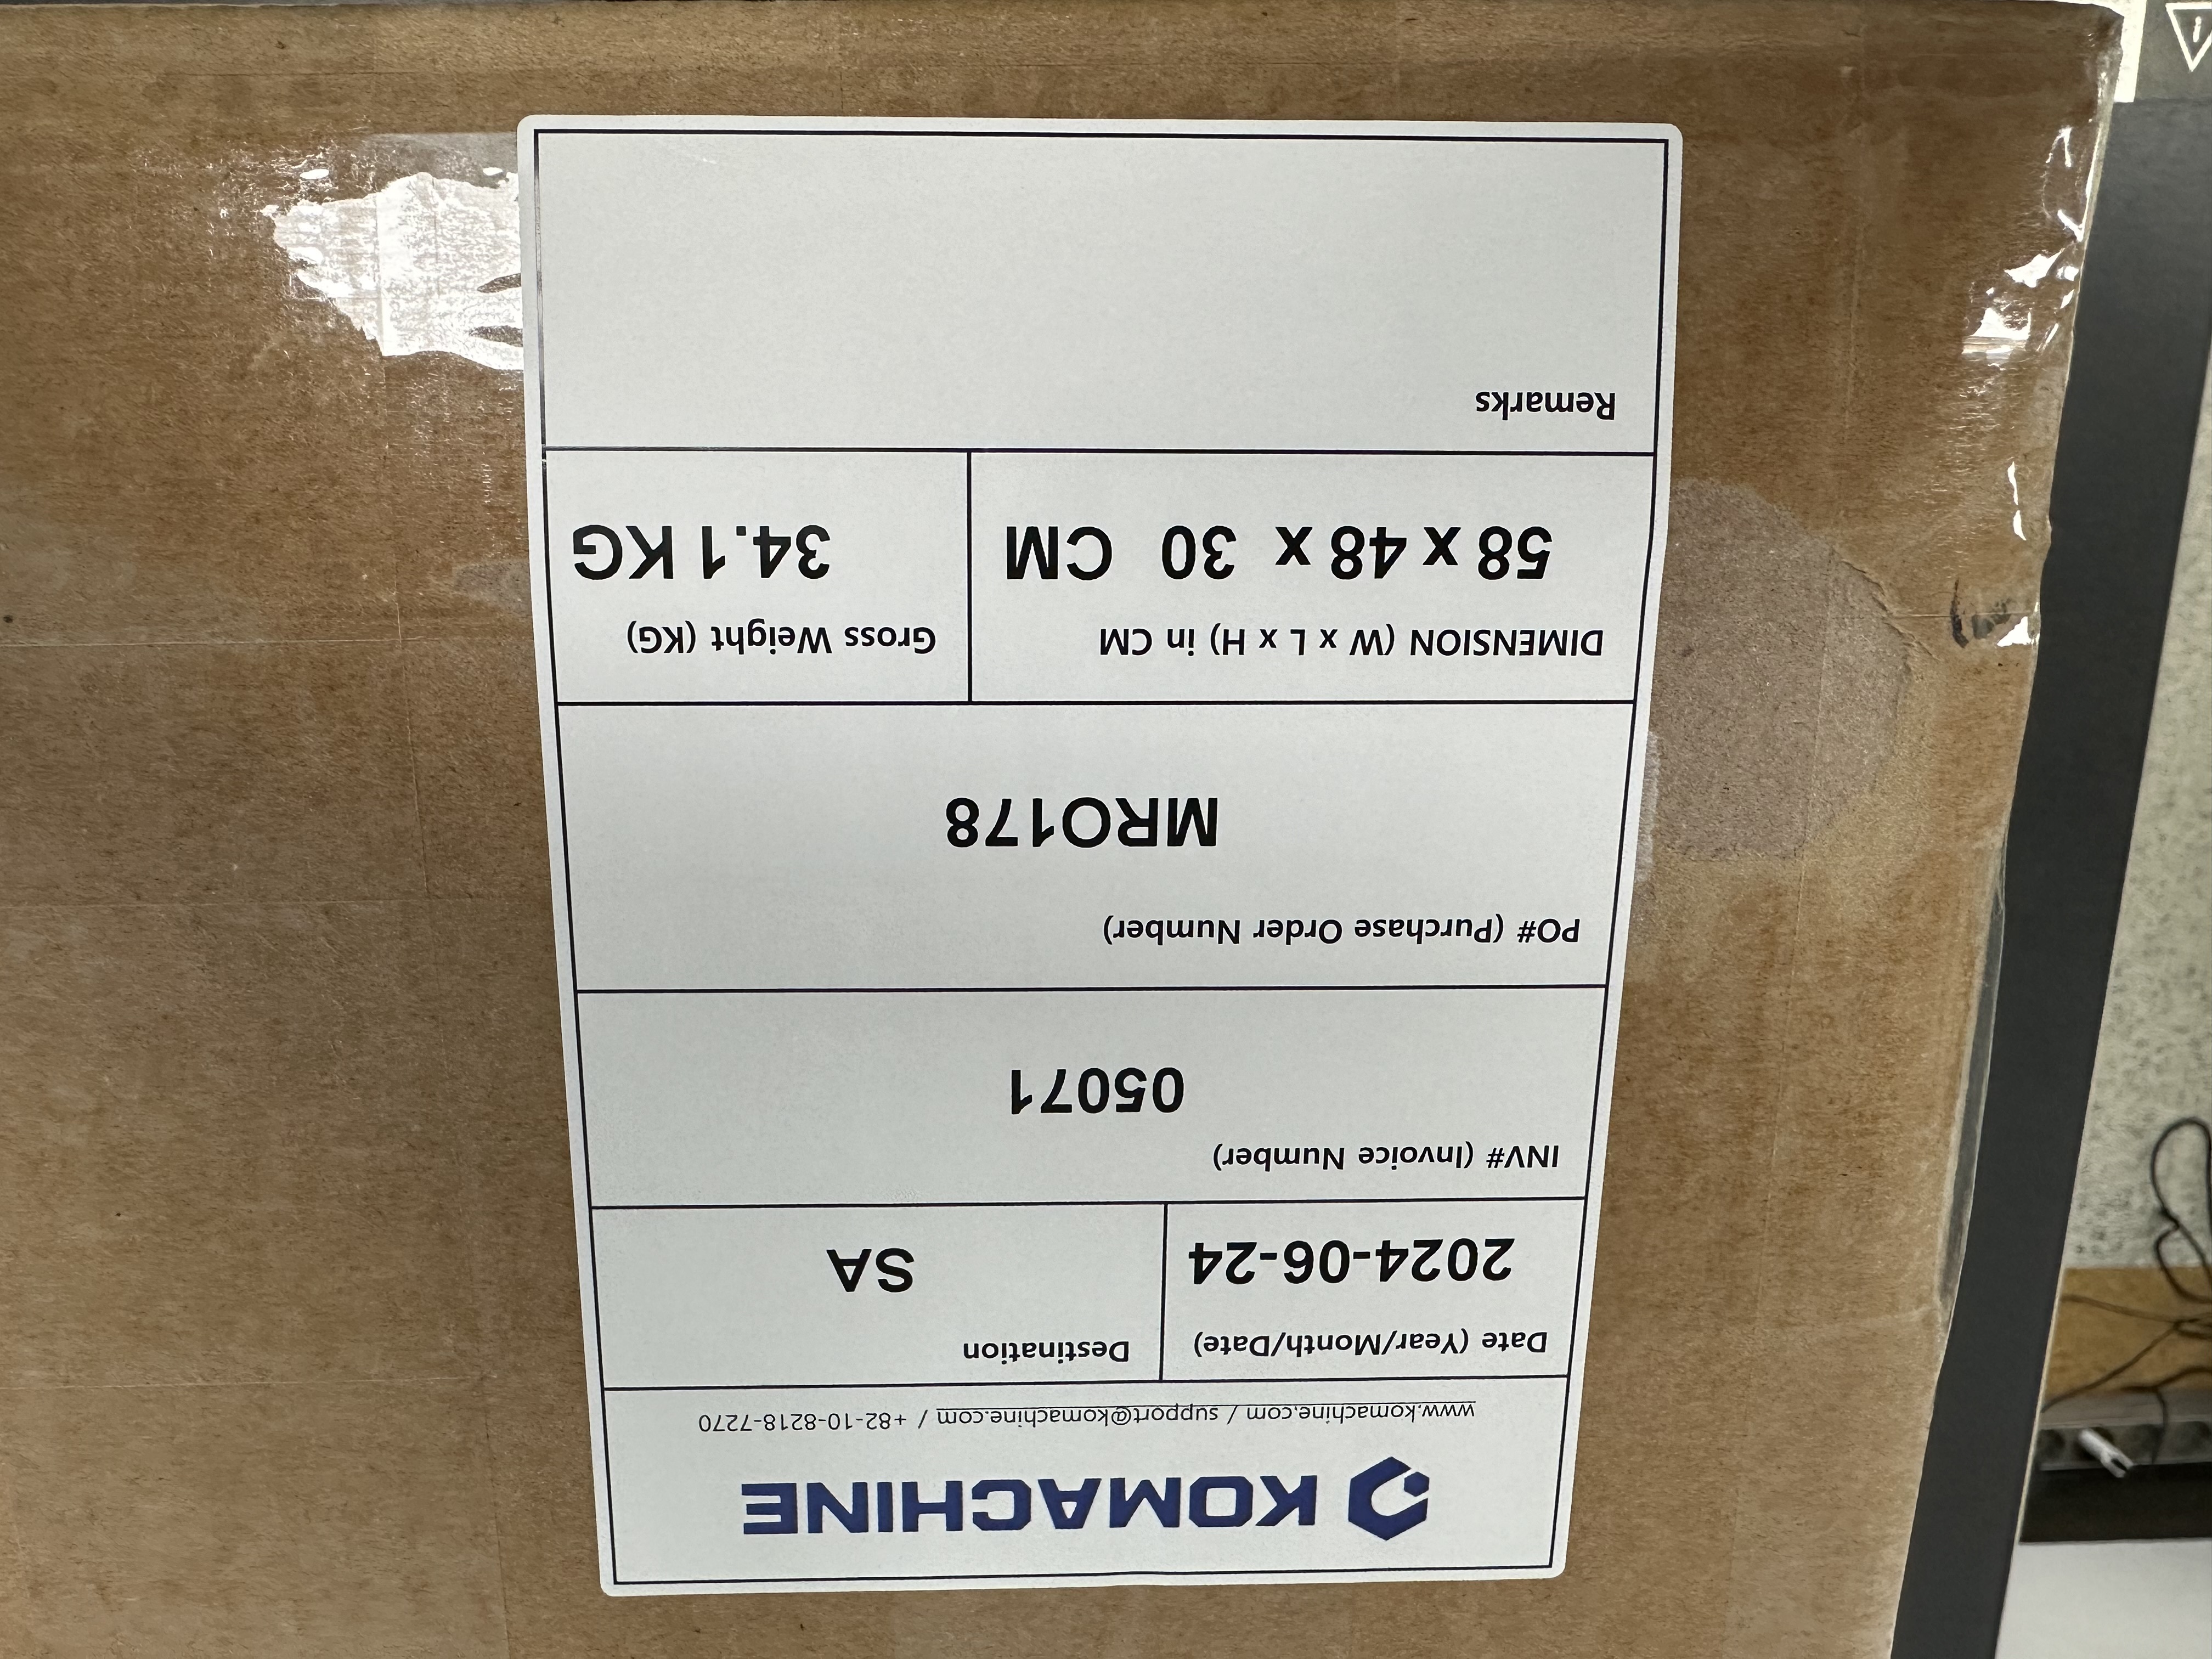 KOMACHINE
www.komachine.com / support@komachine.com / +82-10-8218-7270
Date (Year/Month/Date)
2024-06-24
Destination
SA
INV# (Invoice Number)
05071
PO# (Purchase Order Number)
MRO178
DIMENSION (W x L x H) in CM
58 x 48 x 30 CM
Gross Weight (KG)
34.1 KG
Remarks